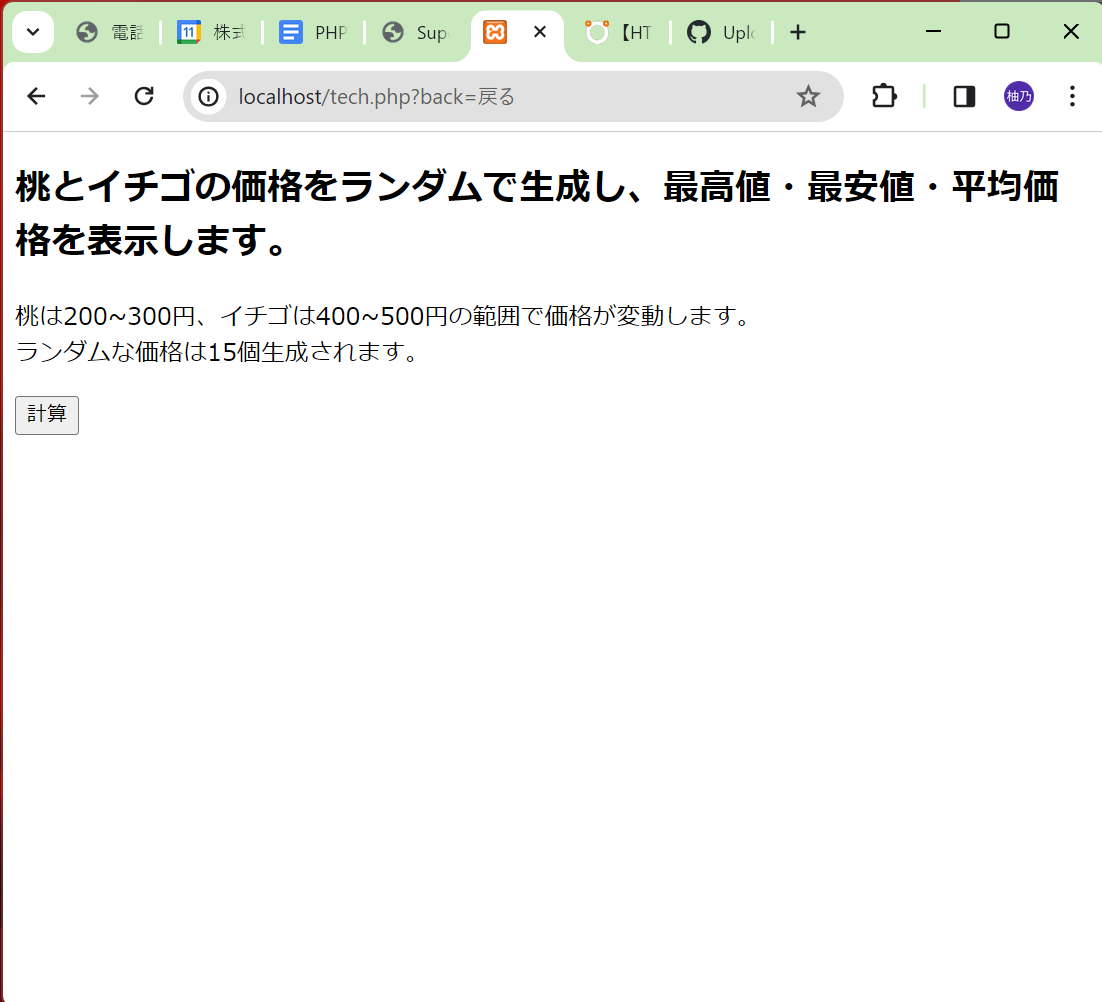 11 株式 PHP Sup 【HT Upl
localhost/tech.php?back=戻る
柚乃
桃とイチゴの価格をランダムで生成し、最高値・最安値・平均価
格を表示します。
桃は200~300円、イチゴは400~500円の範囲で価格が変動します。
ランダムな価格は15個生成されます。
計算